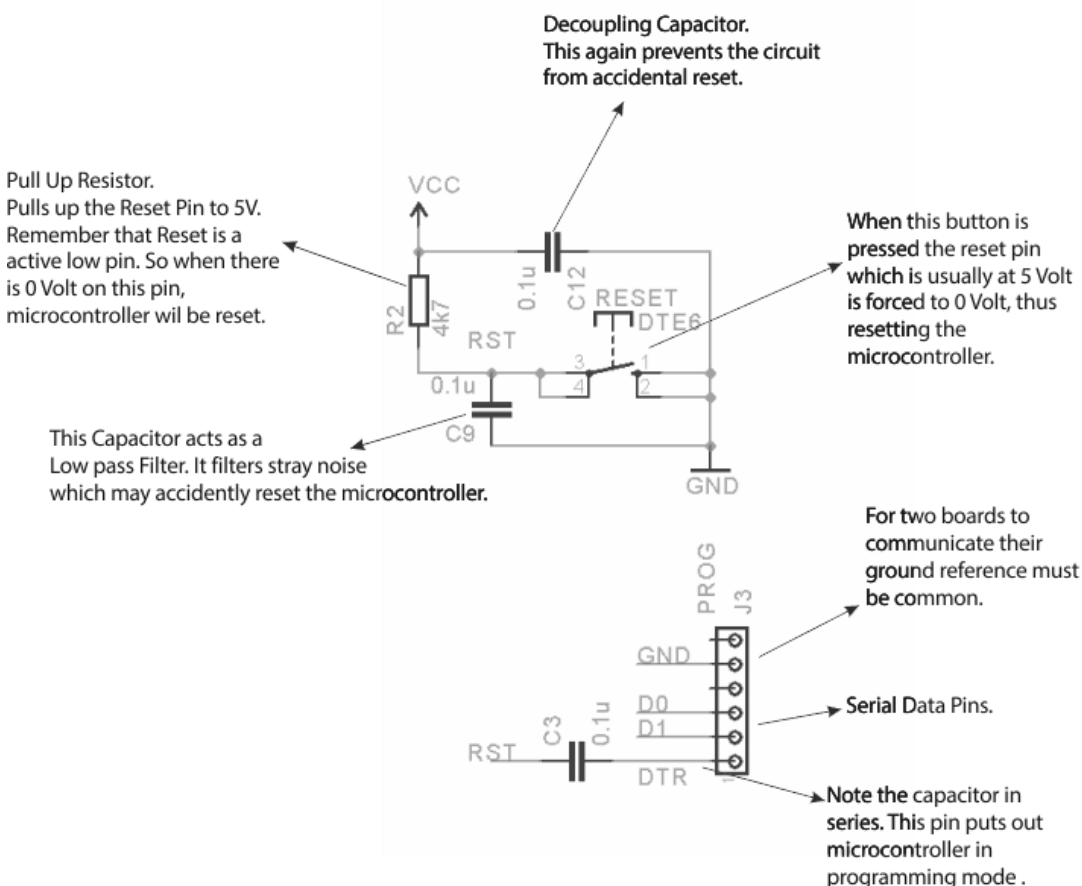 Decoupling Capacitor.
This again prevents the circuit
from accidental reset.
Pull Up Resistor.
Pulls up the Reset Pin to 5V.
Remember that Reset is a
active low pin. So when there
is 0 Volt on this pin,
microcontroller wil be reset.
VCC
R2
4k7
0.1u
C12
RESET
DTE6
RST
3
1
4
2
0.1u
C9
GND
When this button is
pressed the reset pin
which is usually at 5 Volt
is forced to 0 Volt, thus
resetting the
microcontroller.
This Capacitor acts as a
Low pass Filter. It filters stray noise
which may accidently reset the microcontroller.
For two boards to
communicate their
ground reference must
be common.
PROG
J3
GND
D0
D1
DTR
1
RST
C3
0.1u
Serial Data Pins.
Note the capacitor in
series. This pin puts out
microcontroller in
programming mode .